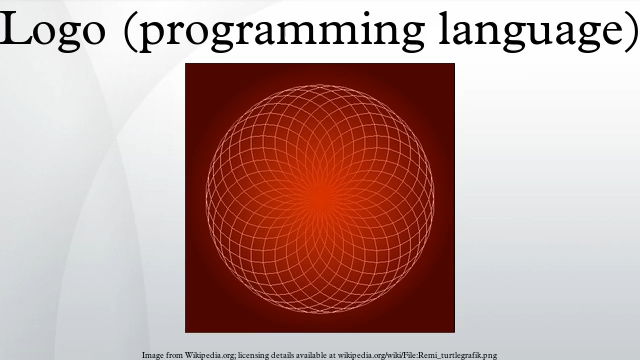 Logo (programming language)
Image from Wikipedia.org; licensing details available at wikipedia.org/wiki/File:Remi_turtlegrafik.png